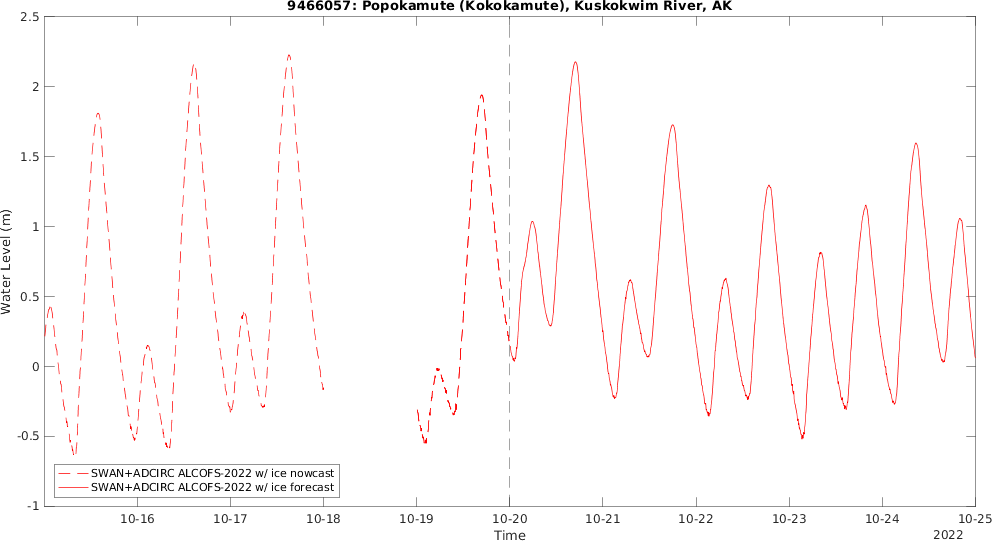 9466057: Popokamute (Kokokamute), Kuskokwim River, AK
2.5
2
1.5
1
0.5
0
-0.5
-1
Water Level (m)
SWAN+ADCIRC ALCOFS-2022 w/ ice nowcast
SWAN+ADCIRC ALCOFS-2022 w/ ice forecast
10-16 10-17 10-18 10-19 10-20 10-21 10-22 10-23 10-24 10-25
Time
2022